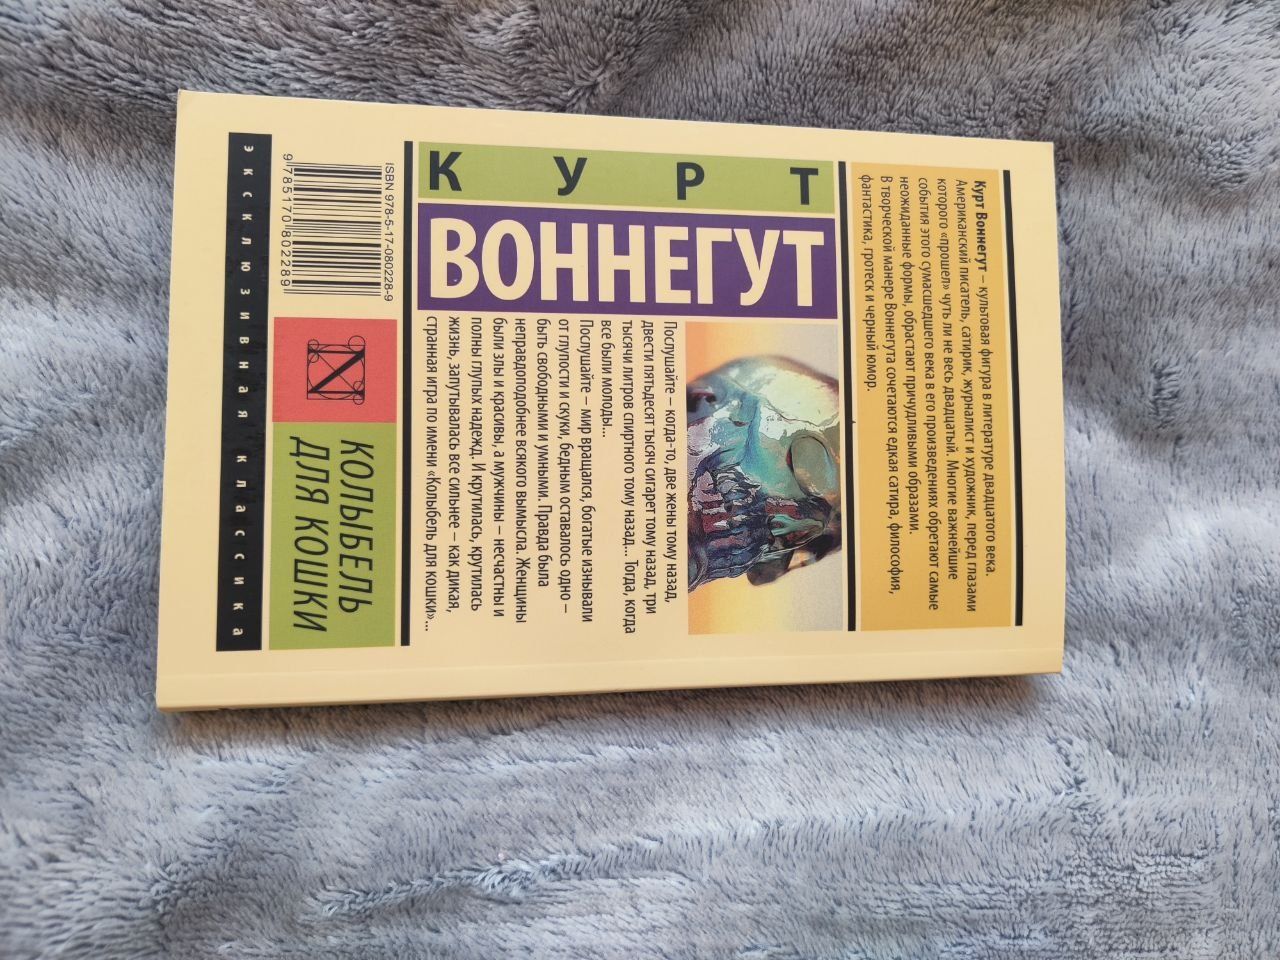 Курт Воннегут – культовая фигура в литературе двадцатого века.
Американский писатель, сатирик, журналист и художник, перед глазами
которого «прошел» чуть ли не весь двадцатый. Многие важнейшие
события этого сумасшедшего века в его произведениях обретают самые
неожиданные формы, обрастают причудливыми образами.
В творческой манере Воннегута сочетаются едкая сатира, философия,
фантастика, гротеск и черный юмор.
КУРТ
ВОННЕГУТ
Послушайте – когда-то, две жены тому назад,
двести пятьдесят тысяч сигарет тому назад, три
тысячи литров спиртного тому назад... Тогда, когда
все были молоды...
Послушайте – мир вращался, богатые изнывали
от глупости и скуки, бедным оставалось одно –
быть свободными и умными. Правда была
неправдоподобнее всякого вымысла. Женщины
были злы и красивы, а мужчины – несчастны и
полны глупых надежд. И крутилась, крутилась
жизнь, запутывалась все сильнее – как дикая,
странная игра по имени «Колыбель для кошки»...
ISBN 978-5-17-080228-9
9 785170 802289
КОЛЫБЕЛЬ
ДЛЯ КОШКИ
эксклюзивная классика